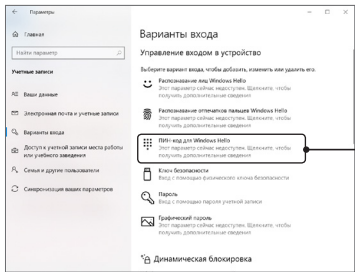 Параметры
Главная
Найти параметр
Учетные записи
Ваши данные
Электронная почта и учетные записи
Варианты входа
Доступ к учетной записи места работы
или учебного заведения
Семья и другие пользователи
Синхронизация ваших параметров
Варианты входа
Управление входом в устройство
Выберите вариант входа, чтобы добавить, изменить или удалить его.
Распознавание лиц Windows Hello
Этот параметр сейчас недоступен. Щелкните, чтобы
получить дополнительные сведения
Распознавание отпечатков пальцев Windows Hello
Этот параметр сейчас недоступен. Щелкните, чтобы
получить дополнительные сведения
ПИН-код для Windows Hello
Этот параметр сейчас недоступен. Щелкните, чтобы
получить дополнительные сведения
Ключ безопасности
Вход с помощью физического ключа безопасности
Пароль
Вход с помощью пароля учетной записи
Графический пароль
Этот параметр сейчас недоступен. Щелкните, чтобы
получить дополнительные сведения
Динамическая блокировка